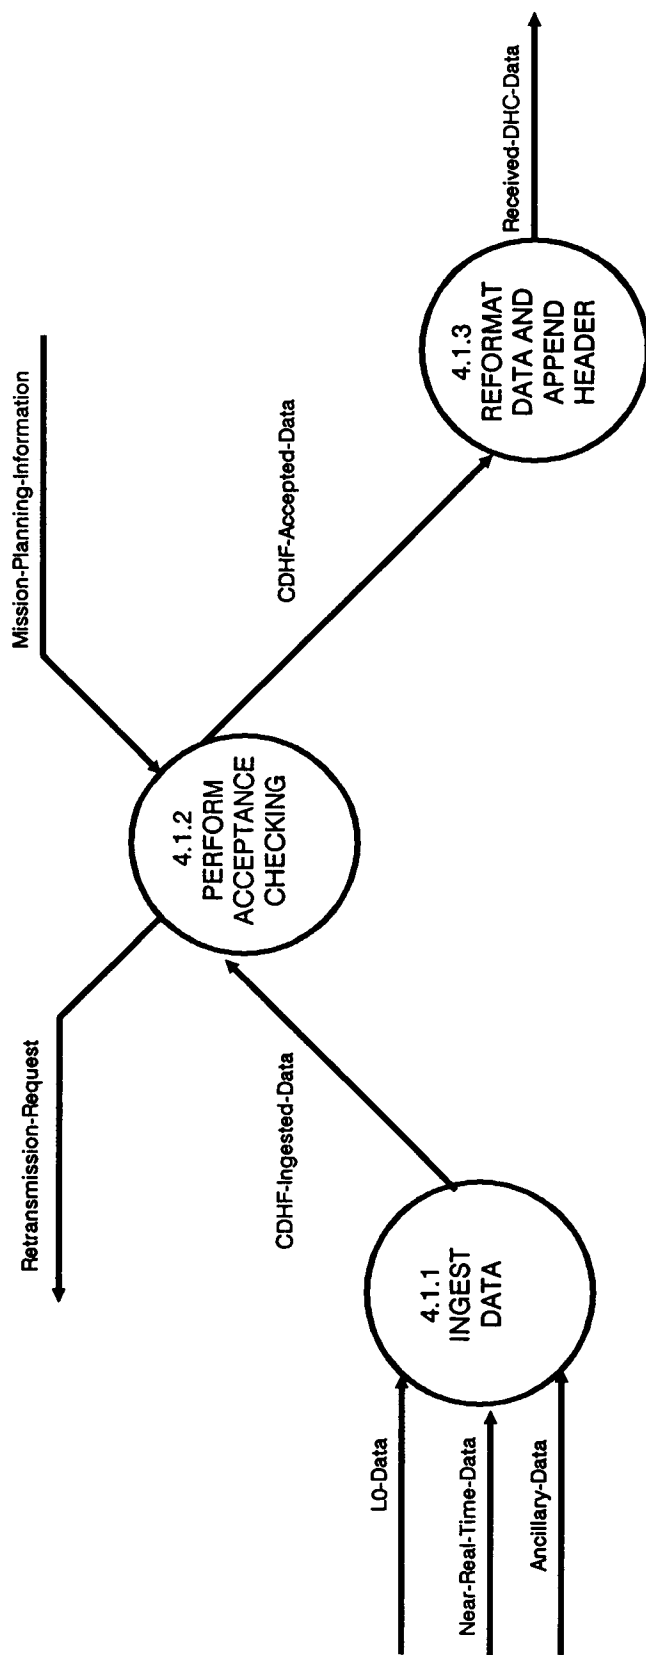 Mission-Planning-Information
Retransmission-Request
4.1.2
PERFORM
ACCEPTANCE
CHECKING
CDHF-Ingested-Data
CDHF-Accepted-Data
L0-Data
Near-Real-Time-Data
Ancillary-Data
4.1.1
INGEST
DATA
4.1.3
REFORMAT
DATA AND
APPEND
HEADER
Received-DHC-Data